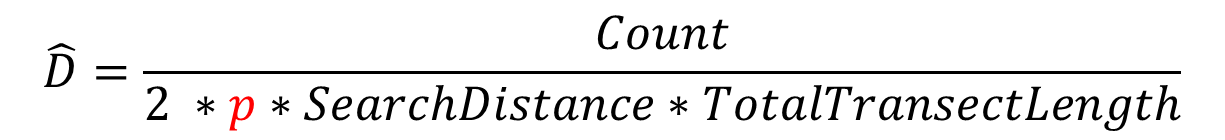 Count
D̂ =
2 * p * SearchDistance * TotalTransectLength